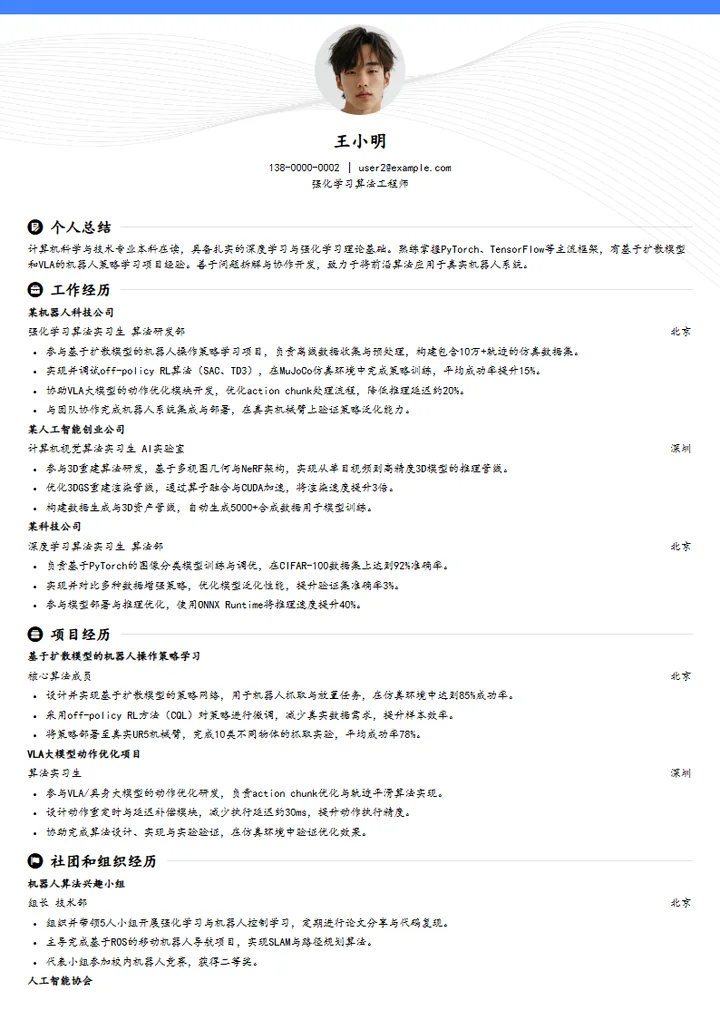 王小明
138-0000-0002 | user2@example.com
强化学习算法工程师
个人总结
计算机科学与技术专业本科在读，具备扎实的深度学习与强化学习理论基础。熟练掌握PyTorch、TensorFlow等主流框架，有基于扩散模型
和VLA的机器人策略学习项目经验。善于问题拆解与协作开发，致力于将前沿算法应用于真实机器人系统。
工作经历
某机器人科技公司
强化学习算法实习生 算法研发部 北京
• 参与基于扩散模型的机器人操作策略学习项目，负责离线数据收集与预处理，构建包含10万+轨迹的仿真数据集。
• 实现并调试off-policy RL算法（SAC、TD3），在MuJoCo仿真环境中完成策略训练，平均成功率提升15%。
• 协助VLA大模型的动作优化模块开发，优化action chunk处理流程，降低推理延迟约20%。
• 与团队协作完成机器人系统集成与部署，在真实机械臂上验证策略泛化能力。
某人工智能创业公司
计算机视觉算法实习生 AI实验室 深圳
• 参与3D重建算法研发，基于多视图几何与NeRF架构，实现从单目视频到高精度3D模型的推理管线。
• 优化3DGS重建渲染管线，通过算子融合与CUDA加速，将渲染速度提升3倍。
• 构建数据生成与3D资产管线，自动生成5000+合成数据用于模型训练。
某科技公司
深度学习算法实习生 算法部 北京
• 负责基于PyTorch的图像分类模型训练与调优，在CIFAR-100数据集上达到92%准确率。
• 实现并对比多种数据增强策略，优化模型泛化性能，提升验证集准确率3%。
• 参与模型部署与推理优化，使用ONNX Runtime将推理速度提升40%。
项目经历
基于扩散模型的机器人操作策略学习
核心算法成员 北京
• 设计并实现基于扩散模型的策略网络，用于机器人抓取与放置任务，在仿真环境中达到85%成功率。
• 采用off-policy RL方法（CQL）对策略进行微调，减少真实数据需求，提升样本效率。
• 将策略部署至真实UR5机械臂，完成10类不同物体的抓取实验，平均成功率78%。
VLA大模型动作优化项目
算法实习生 深圳
• 参与VLA/具身大模型的动作优化研发，负责action chunk优化与轨迹平滑算法实现。
• 设计动作重定时与延迟补偿模块，减少执行延迟约30ms，提升动作执行精度。
• 协助完成算法设计、实现与实验验证，在仿真环境中验证优化效果。
社团和组织经历
机器人算法兴趣小组
组长 技术部 北京
• 组织并带领5人小组开展强化学习与机器人控制学习，定期进行论文分享与代码复现。
• 主导完成基于ROS的移动机器人导航项目，实现SLAM与路径规划算法。
• 代表小组参加校内机器人竞赛，获得二等奖。
人工智能协会